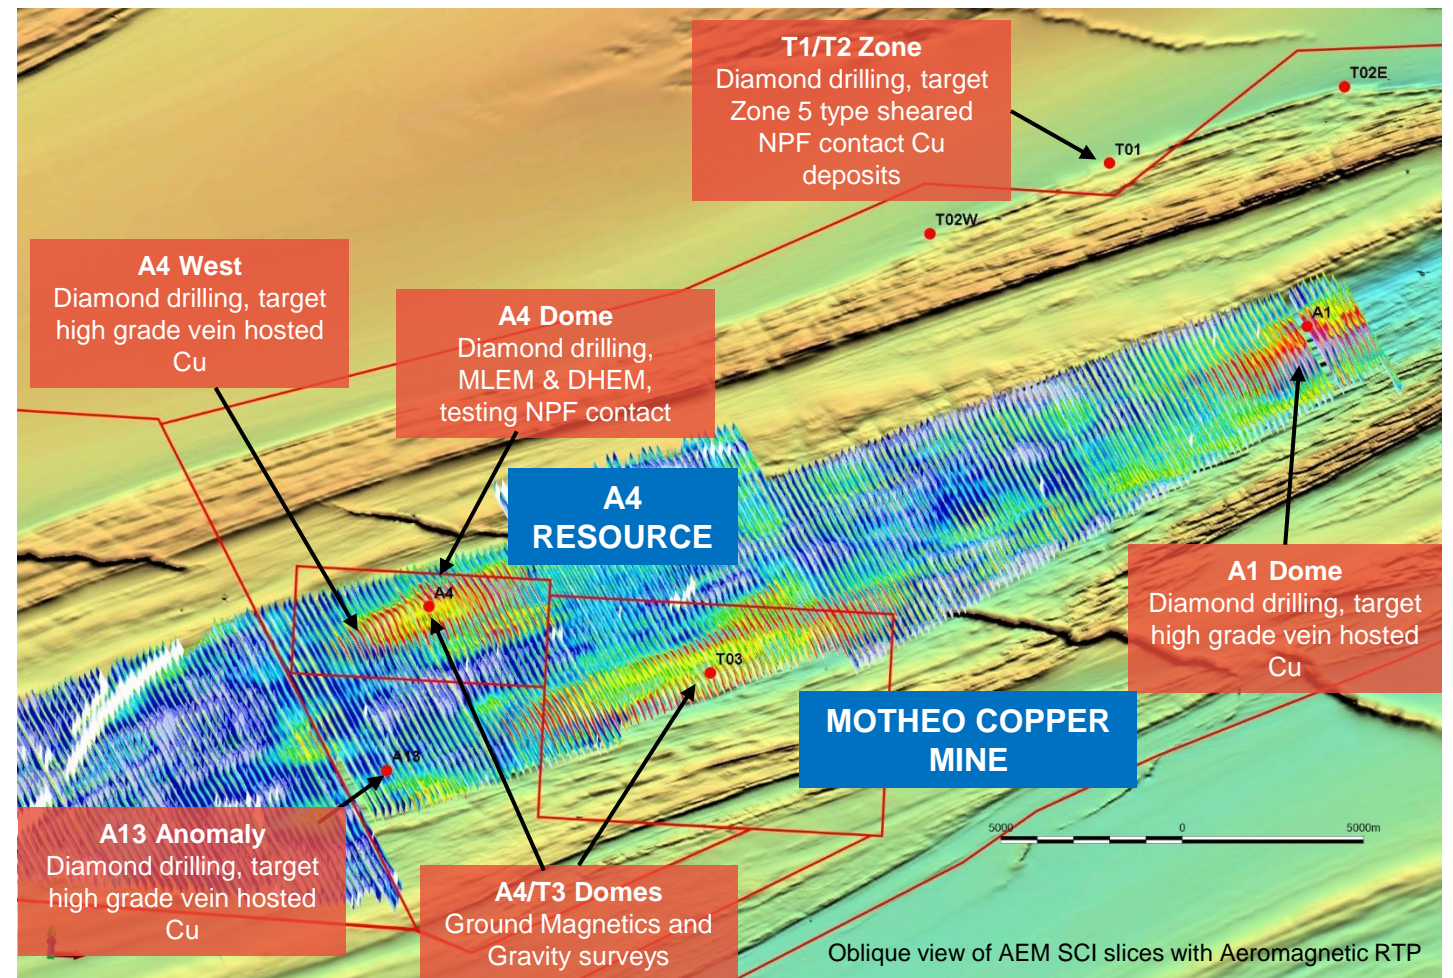 T1/T2 Zone
Diamond drilling, target
Zone 5 type sheared
NPF contact Cu
deposits
T02E
T01
T02W
A4 West
Diamond drilling, target
high grade vein hosted
Cu
A4 Dome
Diamond drilling,
MLEM & DHEM,
testing NPF contact
A1
A4
RESOURCE
A1 Dome
Diamond drilling, target
high grade vein hosted
Cu
A4
T03
MOTHEO COPPER
MINE
A13
A13 Anomaly
Diamond drilling, target
high grade vein hosted
Cu
5000 0 5000m
A4/T3 Domes
Ground Magnetics and
Gravity surveys
Oblique view of AEM SCI slices with Aeromagnetic RTP